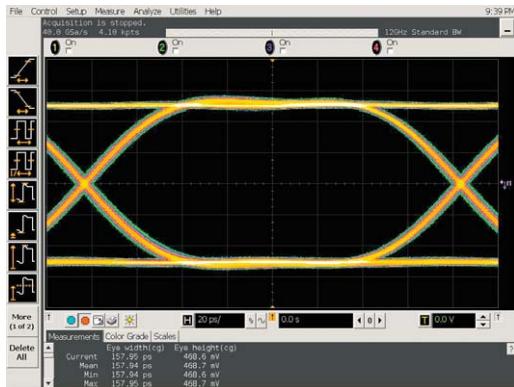 File Control Setup Measure Analyze Utilities Help 9:39 PM
Acquisition is stopped.
40.0 GSa/s 4.10 kpts 12GHz Standard BW
1 On 2 On 3 On 4 On
More
(1 of 2)
Delete
All
H 20 ps/ T 0.0 s 0 T 0.0 V
Measurements Color Grade Scales
Eye width(cg) Eye height(cg)
Current 157.95 ps 468.6 mV
Mean 157.94 ps 468.7 mV
Min 157.94 ps 468.6 mV
Max 157.95 ps 468.7 mV